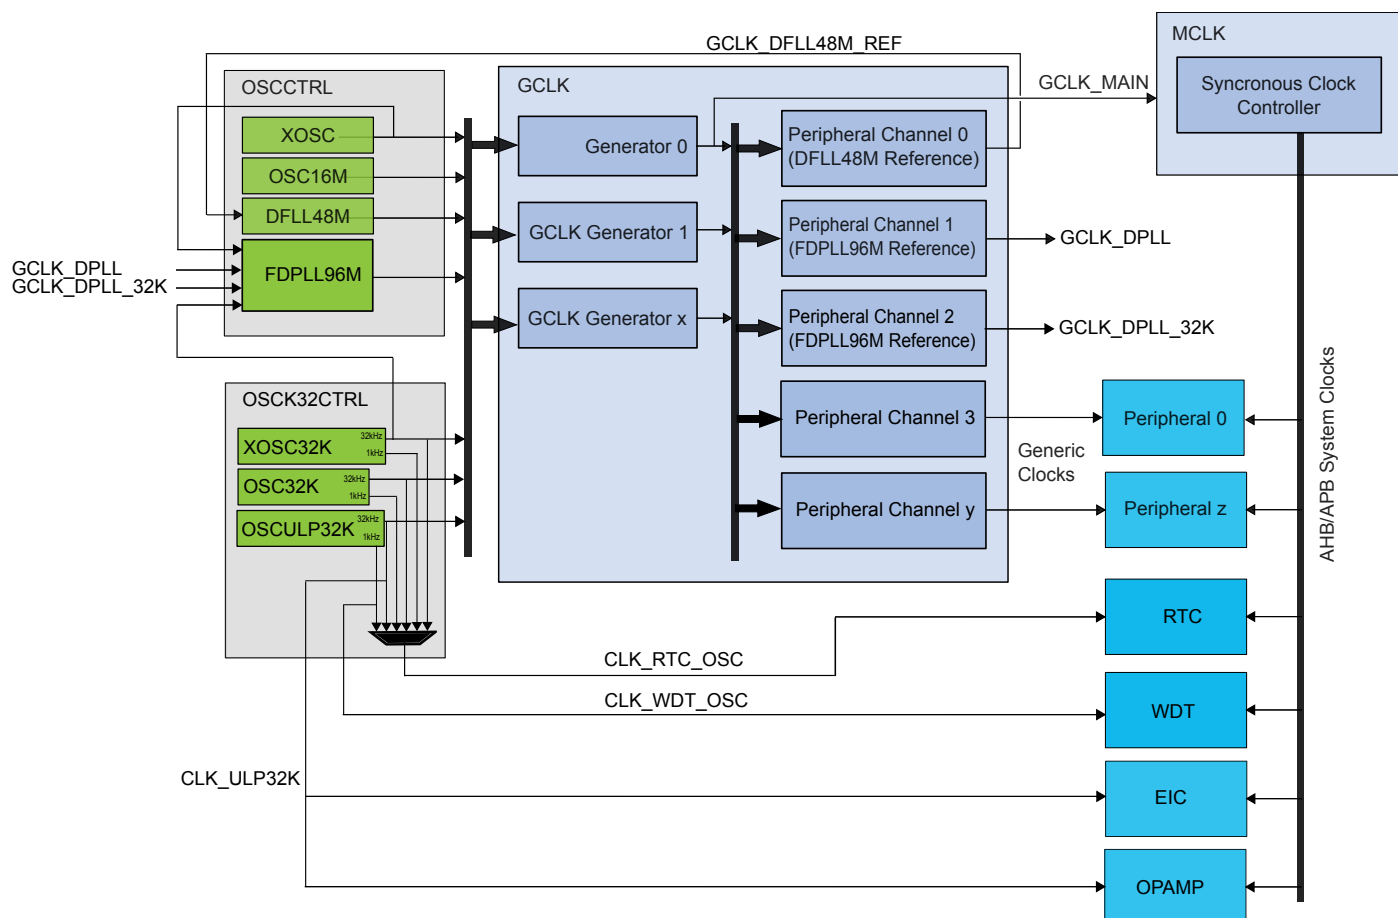 GCLK_DFLL48M_REF
MCLK
OSCCTRL
GCLK
GCLK_MAIN
Syncronous Clock
Controller
XOSC
Generator 0
Peripheral Channel 0
(DFLL48M Reference)
OSC16M
DFLL48M
GCLK Generator 1
Peripheral Channel 1
(FDPLL96M Reference)
GCLK_DPLL
GCLK_DPLL
GCLK_DPLL_32K
FDPLL96M
GCLK Generator x
Peripheral Channel 2
(FDPLL96M Reference)
GCLK_DPLL_32K
AHB/APB System Clocks
OSCK32CTRL
XOSC32K
32kHz
1kHz
Peripheral Channel 3
Generic
Clocks
Peripheral 0
OSC32K
32kHz
1kHz
OSCULP32K
32kHz
1kHz
Peripheral Channel y
Peripheral z
RTC
CLK_RTC_OSC
CLK_WDT_OSC
WDT
CLK_ULP32K
EIC
OPAMP